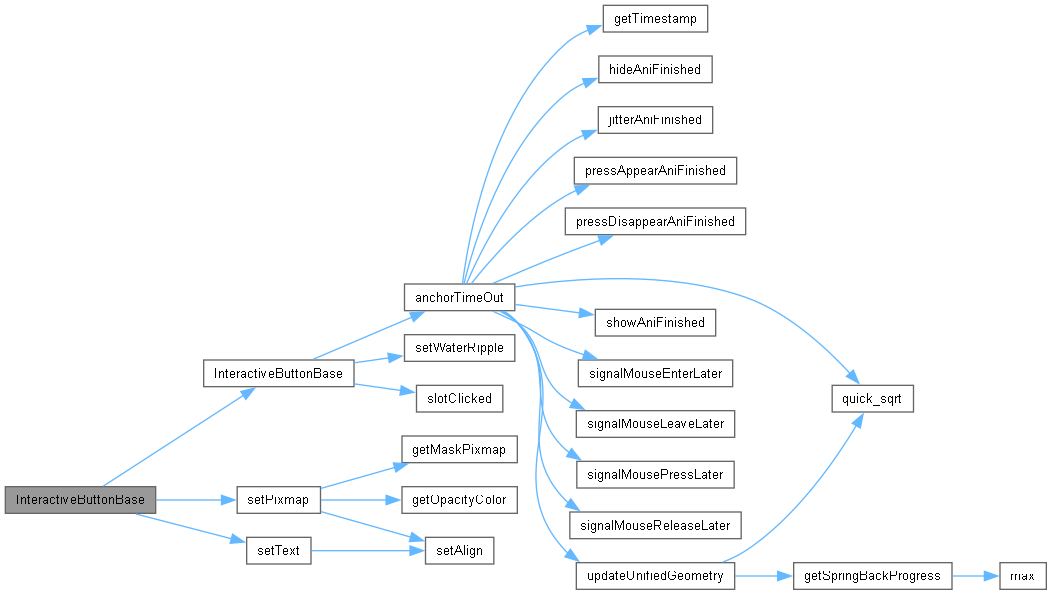 getTimestamp
hideAniFinished
jitterAniFinished
pressAppearAniFinished
pressDisappearAniFinished
anchorTimeOut
showAniFinished
setWaterRipple
InteractiveButtonBase
signalMouseEnterLater
slotClicked
quick_sqrt
signalMouseLeaveLater
getMaskPixmap
signalMousePressLater
InteractiveButtonBase
setPixmap
getOpacityColor
signalMouseReleaseLater
setText
setAlign
updateUnifiedGeometry
getSpringBackProgress
max